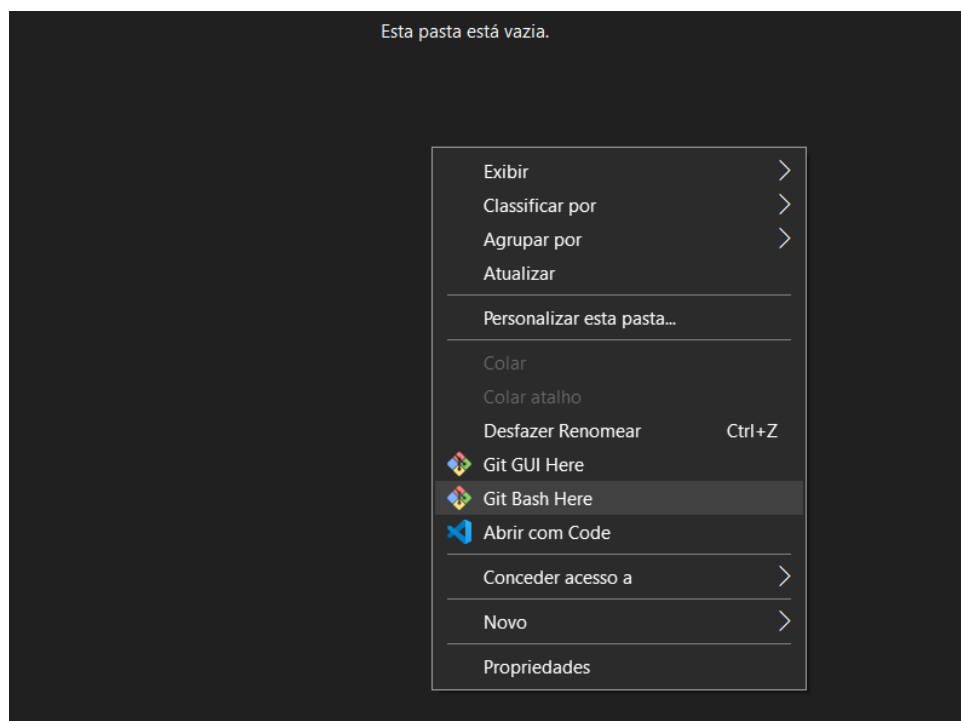 Esta pasta está vazia.
Exibir
Classificar por
Agrupar por
Atualizar
Personalizar esta pasta...
Colar
Colar atalho
Desfazer Renomear Ctrl+Z
Git GUI Here
Git Bash Here
Abrir com Code
Conceder acesso a
Novo
Propriedades